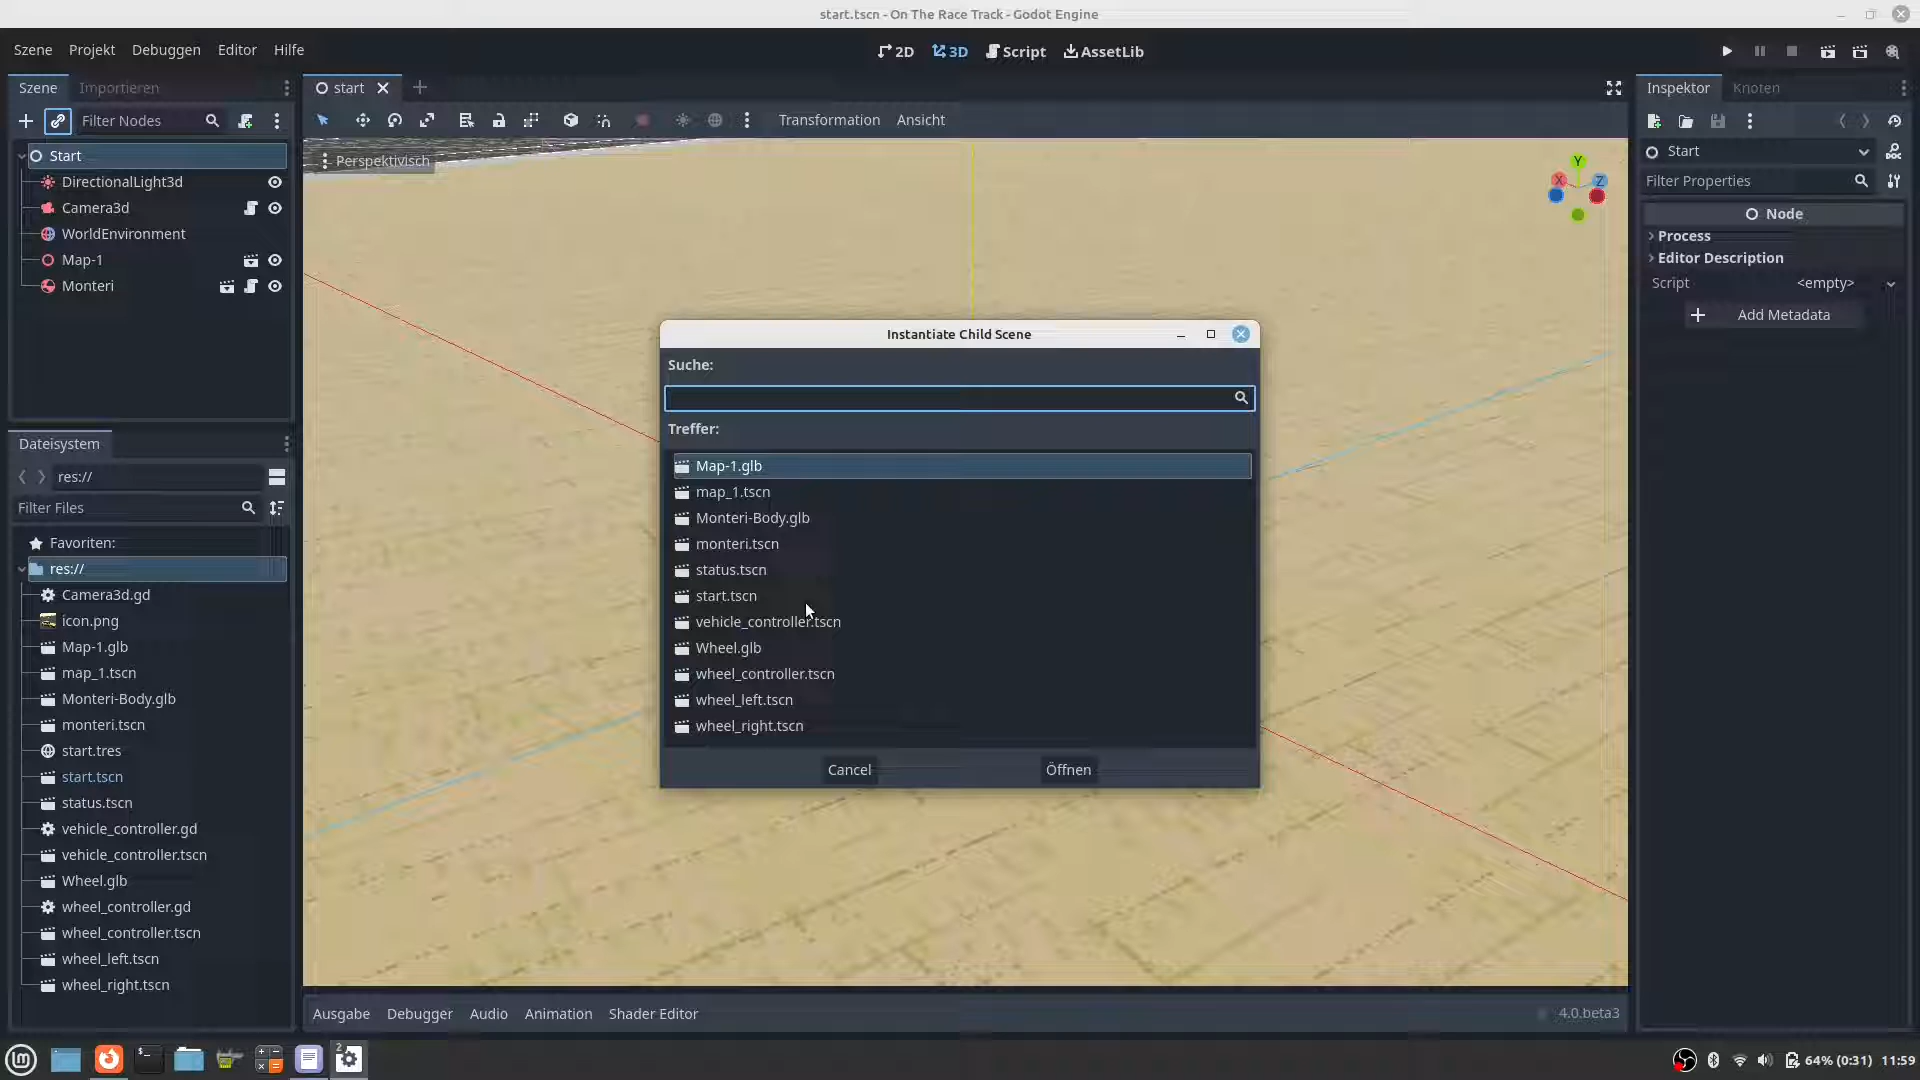 start.tscn - On The Race Track - Godot Engine
Szene Projekt Debuggen Editor Hilfe
2D 3D Script AssetLib
Szene Importieren
start
Inspektor Knoten
Filter Nodes
Transformation Ansicht
Start
Perspektivisch
Y
X Z
Start
Filter Properties
DirectionalLight3d
Camera3d
WorldEnvironment
Map-1
Monteri
Node
Process
Editor Description
Script <empty>
Add Metadata
Instantiate Child Scene
Suche:
Treffer:
Map-1.glb
map_1.tscn
Monteri-Body.glb
monteri.tscn
status.tscn
start.tscn
vehicle_controller.tscn
Wheel.glb
wheel_controller.tscn
wheel_left.tscn
wheel_right.tscn
Cancel Öffnen
Dateisystem
res://
Filter Files
Favoriten:
res://
Camera3d.gd
icon.png
Map-1.glb
map_1.tscn
Monteri-Body.glb
monteri.tscn
start.tres
start.tscn
status.tscn
vehicle_controller.gd
vehicle_controller.tscn
Wheel.glb
wheel_controller.gd
wheel_controller.tscn
wheel_left.tscn
wheel_right.tscn
Ausgabe Debugger Audio Animation Shader Editor
4.0.beta3
2
64% (0:31) 11:59